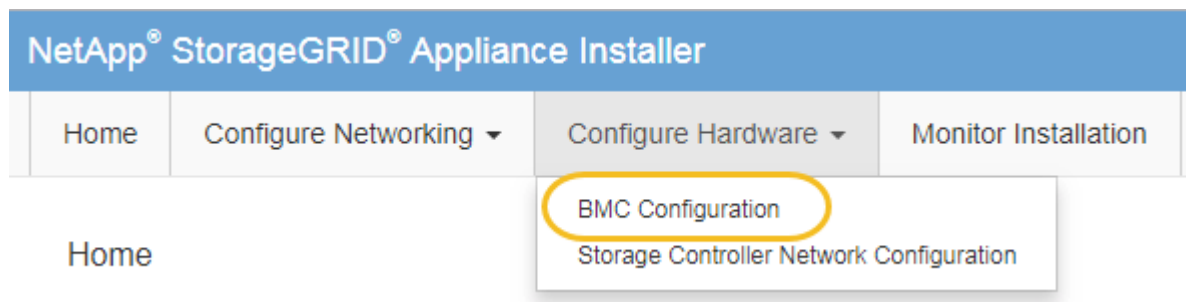 NetApp® StorageGRID® Appliance Installer
Home Configure Networking Configure Hardware Monitor Installation
BMC Configuration
Home
Storage Controller Network Configuration